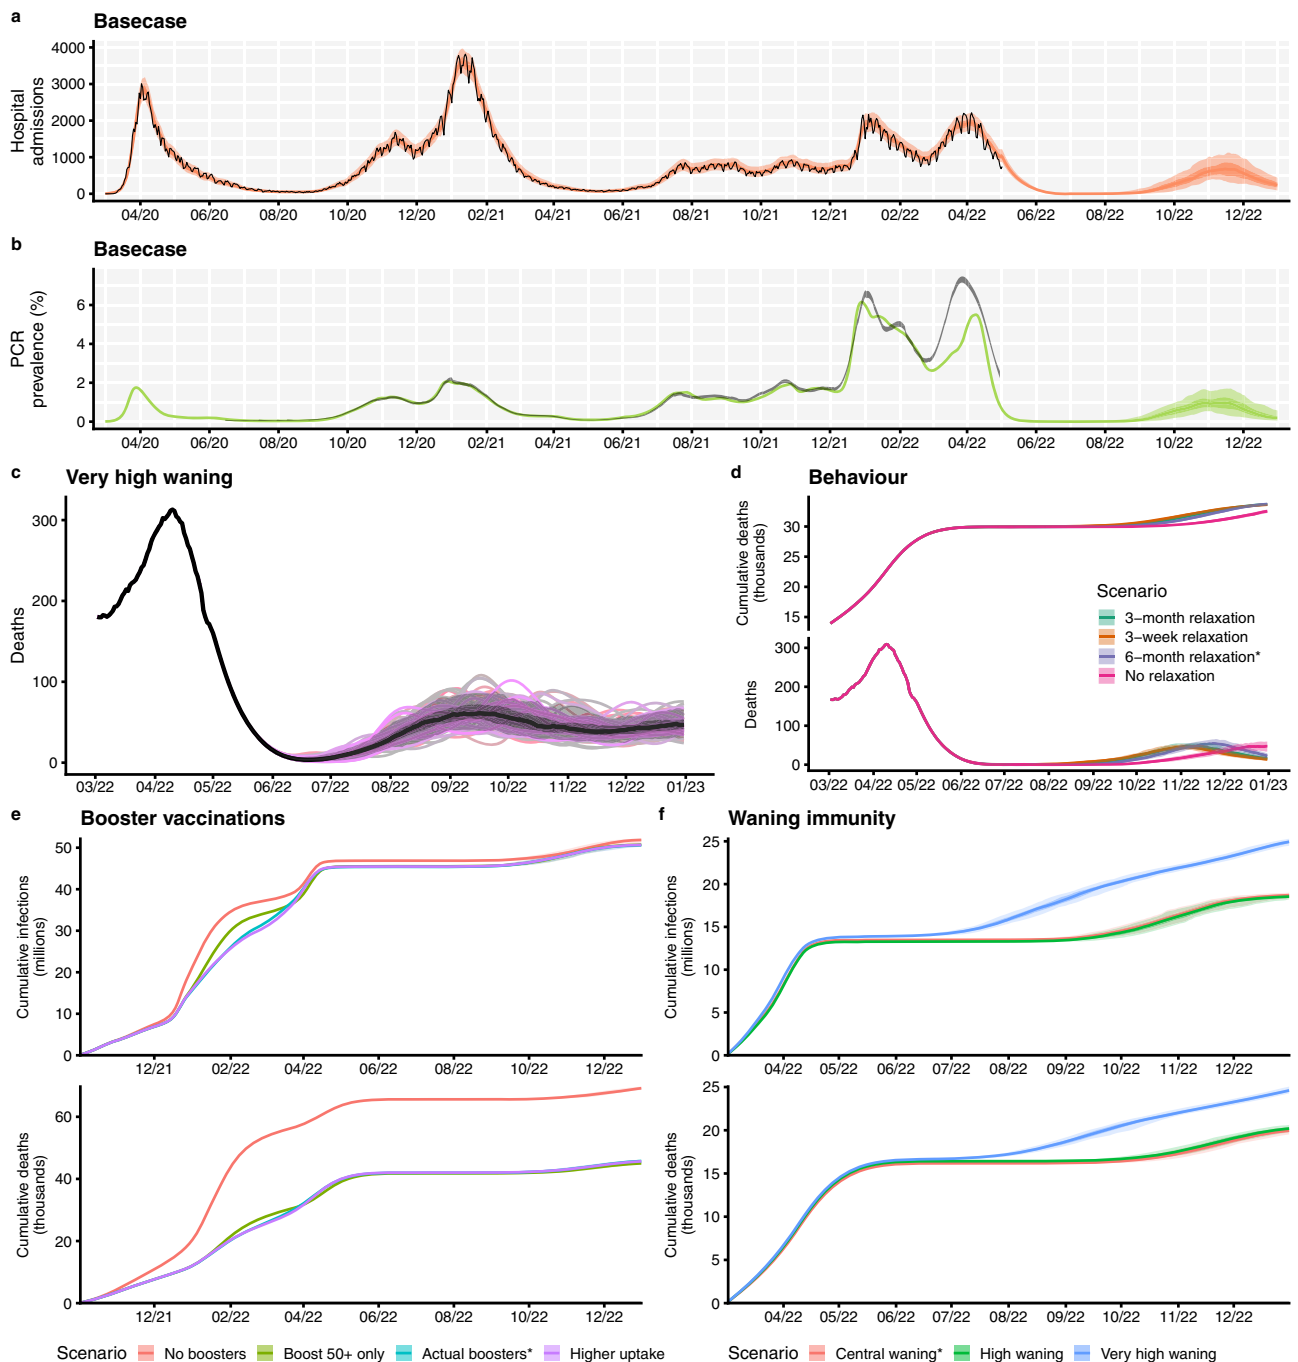 a
Basecase
Hospital
admissions
4000
3000
2000
1000
0
04/20 06/20 08/20 10/20 12/20 02/21 04/21 06/21 08/21 10/21 12/21 02/22 04/22 06/22 08/22 10/22 12/22
b
Basecase
PCR
prevalence (%)
6
4
2
0
04/20 06/20 08/20 10/20 12/20 02/21 04/21 06/21 08/21 10/21 12/21 02/22 04/22 06/22 08/22 10/22 12/22
c
Very high waning
Deaths
300
200
100
0
03/22 04/22 05/22 06/22 07/22 08/22 09/22 10/22 11/22 12/22 01/23
d
Behaviour
Cumulative deaths
(thousands)
30
25
20
15
Scenario
3−month relaxation
3−week relaxation
6−month relaxation*
No relaxation
Deaths
300
200
100
0
03/22 04/22 05/22 06/22 07/22 08/22 09/22 10/22 11/22 12/22 01/23
e
Booster vaccinations
Cumulative infections
(millions)
50
40
30
20
10
0
12/21 02/22 04/22 06/22 08/22 10/22 12/22
Cumulative deaths
(thousands)
60
40
20
0
12/21 02/22 04/22 06/22 08/22 10/22 12/22
Scenario No boosters Boost 50+ only Actual boosters* Higher uptake
f
Waning immunity
Cumulative infections
(millions)
25
20
15
10
5
0
04/22 05/22 06/22 07/22 08/22 09/22 10/22 11/22 12/22
Cumulative deaths
(thousands)
25
20
15
10
5
0
04/22 05/22 06/22 07/22 08/22 09/22 10/22 11/22 12/22
Scenario Central waning* High waning Very high waning